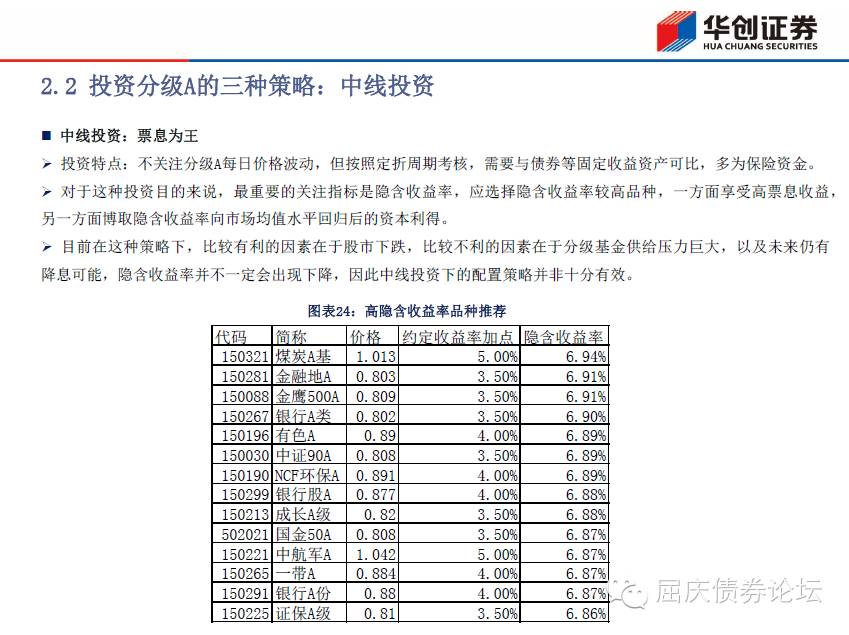 华创证券
HUA CHUANG SECURITIES
2.2 投资分级A的三种策略：中线投资
■ 中线投资：票息为王
➢ 投资特点：不关注分级A每日价格波动，但按照定折周期考核，需要与债券等固定收益资产可比，多为保险资金。
➢ 对于这种投资目的来说，最重要的关注指标是隐含收益率，应选择隐含收益率较高品种，一方面享受高票息收益，
另一方面博取隐含收益率向市场均值水平回归后的资本利得。
➢ 目前在这种策略下，比较有利的因素在于股市下跌，比较不利的因素在于分级基金供给压力巨大，以及未来仍有
降息可能，隐含收益率并不一定会出现下降，因此中线投资下的配置策略并非十分有效。
图表24：高隐含收益率品种推荐
代码 简称 价格 约定收益率加点 隐含收益率
150321 煤炭A基 1.013 5.00% 6.94%
150281 金融地A 0.803 3.50% 6.91%
150088 金鹰500A 0.809 3.50% 6.91%
150267 银行A类 0.802 3.50% 6.90%
150196 有色A 0.89 4.00% 6.89%
150030 中证90A 0.808 3.50% 6.89%
150190 NCF环保A 0.891 4.00% 6.89%
150299 银行股A 0.877 4.00% 6.88%
150213 成长A级 0.82 3.50% 6.88%
502021 国金50A 0.808 3.50% 6.87%
150221 中航军A 1.042 5.00% 6.87%
150265 一带A 0.884 4.00% 6.87%
150291 银行A份 0.88 4.00% 6.87%
150225 证保A级 0.81 3.50% 6.86%
屈庆债券论坛